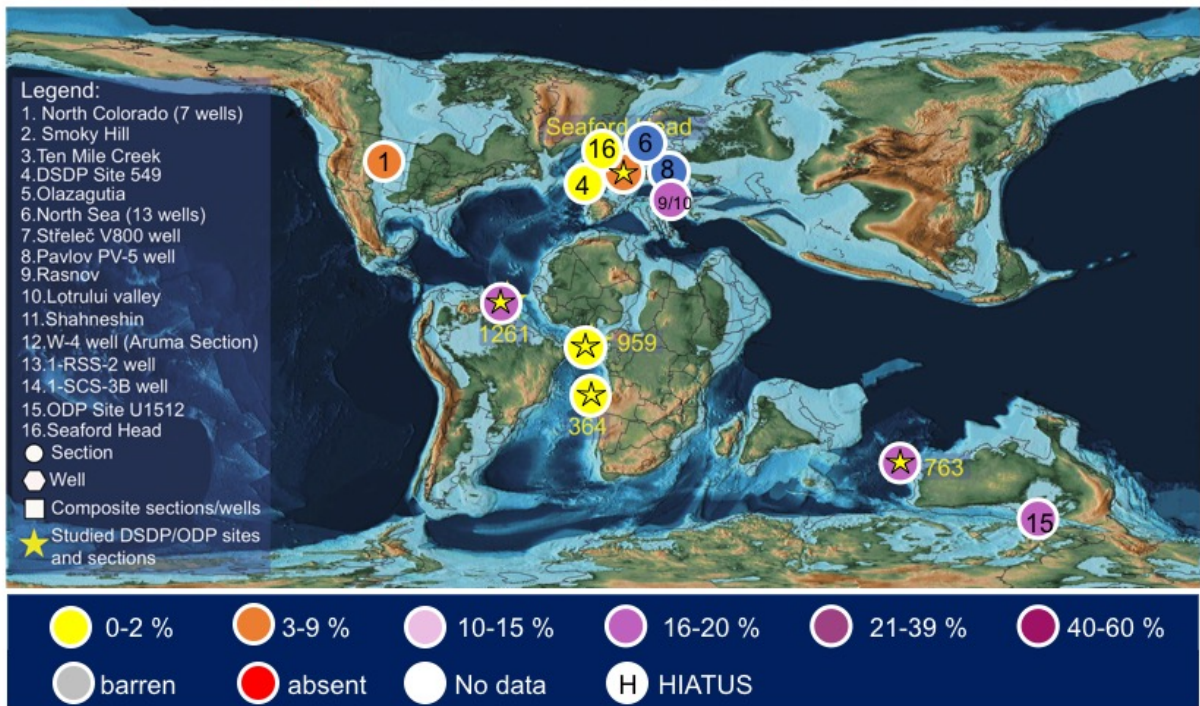 Legend:
1. North Colorado (7 wells)
2. Smoky Hill
3.Ten Mile Creek
4.DSDP Site 549
5.Olazagutia
6.North Sea (13 wells)
7.Střeleč V800 well
8.Pavlov PV-5 well
9.Rasnov
10.Lotrului valley
11.Shahneshin
12.W-4 well (Aruma Section)
13.1-RSS-2 well
14.1-SCS-3B well
15.ODP Site U1512
16.Seaford Head
Section
Well
Composite sections/wells
Studied DSDP/ODP sites
and sections
Seaford Head
16
6
1
8
4
9/10
1261
959
364
763
15
0-2 %
3-9 %
10-15 %
16-20 %
21-39 %
40-60 %
barren
absent
No data
H HIATUS